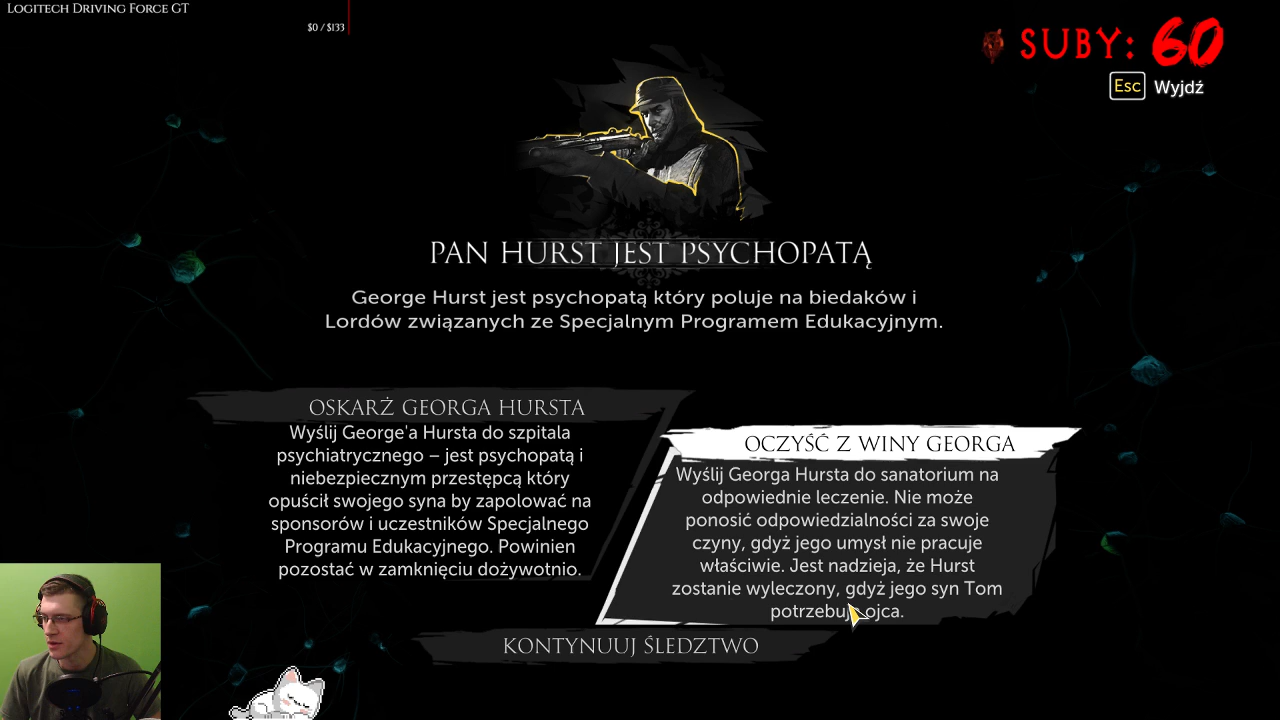 LOGITECH DRIVING FORCE GT
$0 / $133
SUBY: 60
Esc Wyjdź
PAN HURST JEST PSYCHOPATĄ
George Hurst jest psychopatą który poluje na biedaków i
Lordów związanych ze Specjalnym Programem Edukacyjnym.
OSKARŻ GEORGA HURSTA
Wyślij George'a Hursta do szpitala
psychiatrycznego – jest psychopatą i
niebezpiecznym przestępcą który
opuścił swojego syna by zapolować na
sponsorów i uczestników Specjalnego
Programu Edukacyjnego. Powinien
pozostać w zamknięciu dożywotnio.
OCZYŚĆ Z WINY GEORGA
Wyślij Georga Hursta do sanatorium na
odpowiednie leczenie. Nie może
ponosić odpowiedzialności za swoje
czyny, gdyż jego umysł nie pracuje
właściwie. Jest nadzieja, że Hurst
zostanie wyleczony, gdyż jego syn Tom
potrzebuje ojca.
KONTYNUUJ ŚLEDZTWO